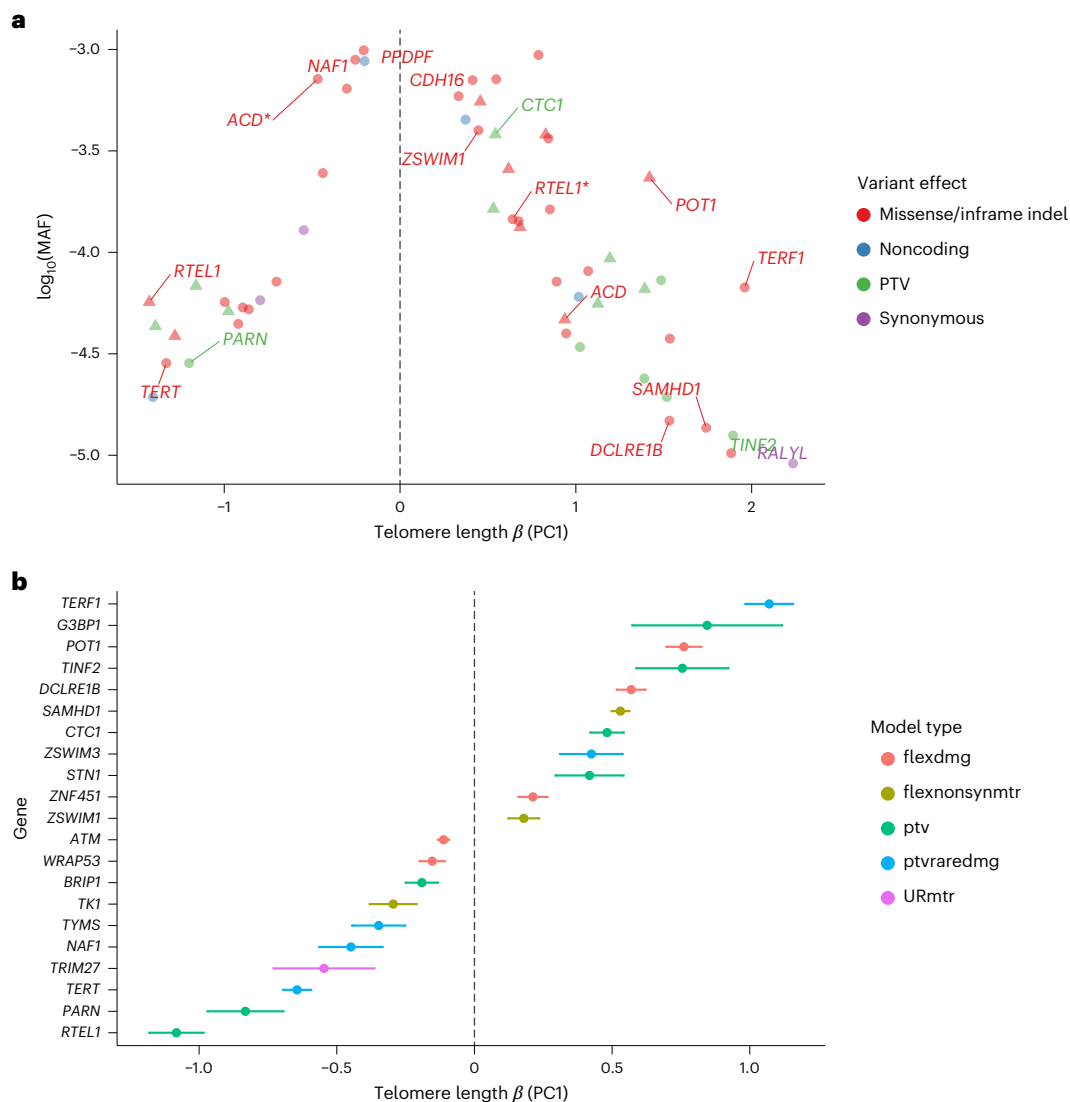 a
−3.0
−3.5
−4.0
−4.5
−5.0
log10(MAF)
NAF1
PPDPF
ACD*
CDH16
CTC1
ZSWIM1
RTEL1*
POT1
RTEL1
TERF1
ACD
PARN
TERT
SAMHD1
DCLRE1B
TINF2
RALYL
−1
0
1
2
Telomere length β (PC1)
Variant effect
Missense/inframe indel
Noncoding
PTV
Synonymous
b
TERF1
G3BP1
POT1
TINF2
DCLRE1B
SAMHD1
CTC1
ZSWIM3
STN1
ZNF451
ZSWIM1
ATM
WRAP53
BRIP1
TK1
TYMS
NAF1
TRIM27
TERT
PARN
RTEL1
Gene
−1.0
−0.5
0
0.5
1.0
Telomere length β (PC1)
Model type
flexdmg
flexnonsynmtr
ptv
ptvraredmg
URmtr